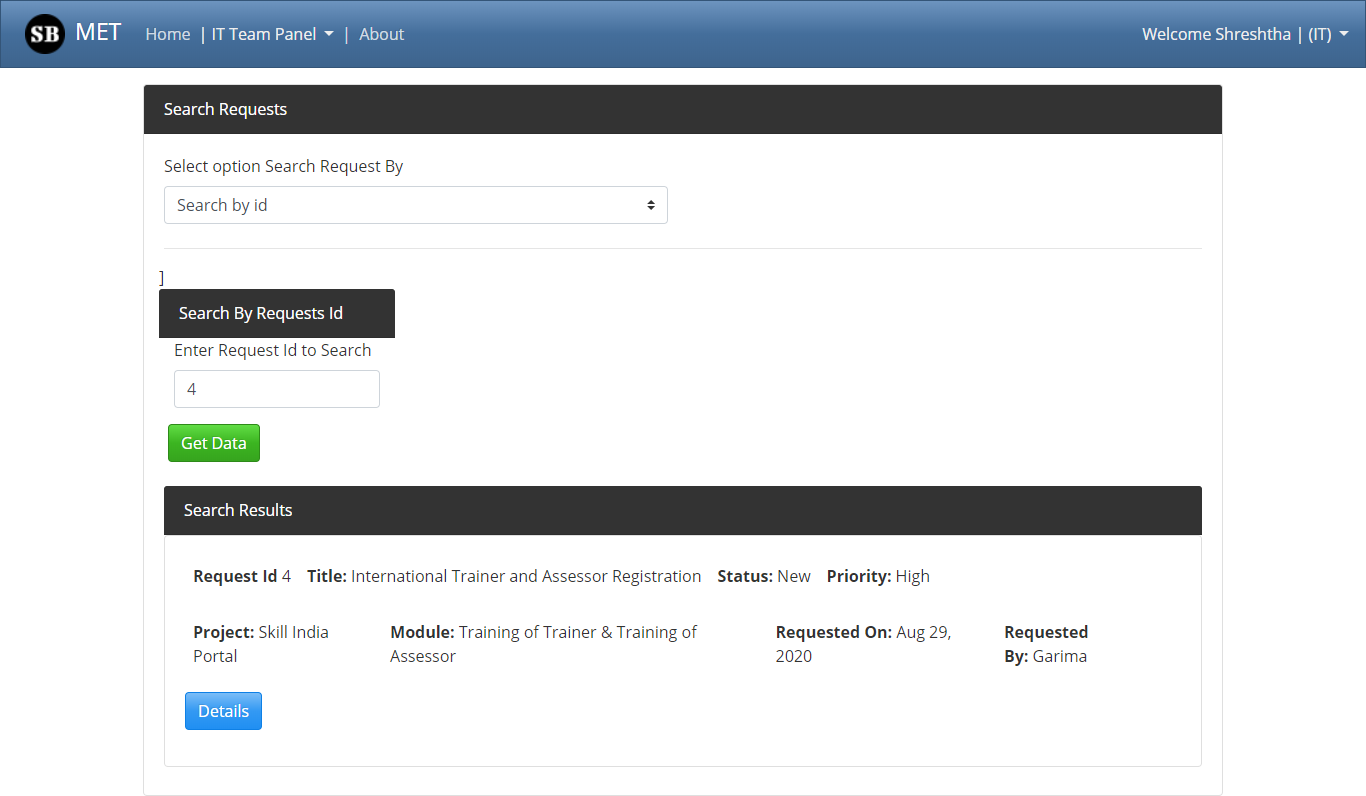 SB MET Home | IT Team Panel | About Welcome Shreshtha | (IT)
Search Requests
Select option Search Request By
Search by id
]
Search By Requests Id
Enter Request Id to Search
4
Get Data
Search Results
Request Id 4 Title: International Trainer and Assessor Registration Status: New Priority: High
Project: Skill India Module: Training of Trainer & Training of Requested On: Aug 29, Requested
Portal Assessor 2020 By: Garima
Details